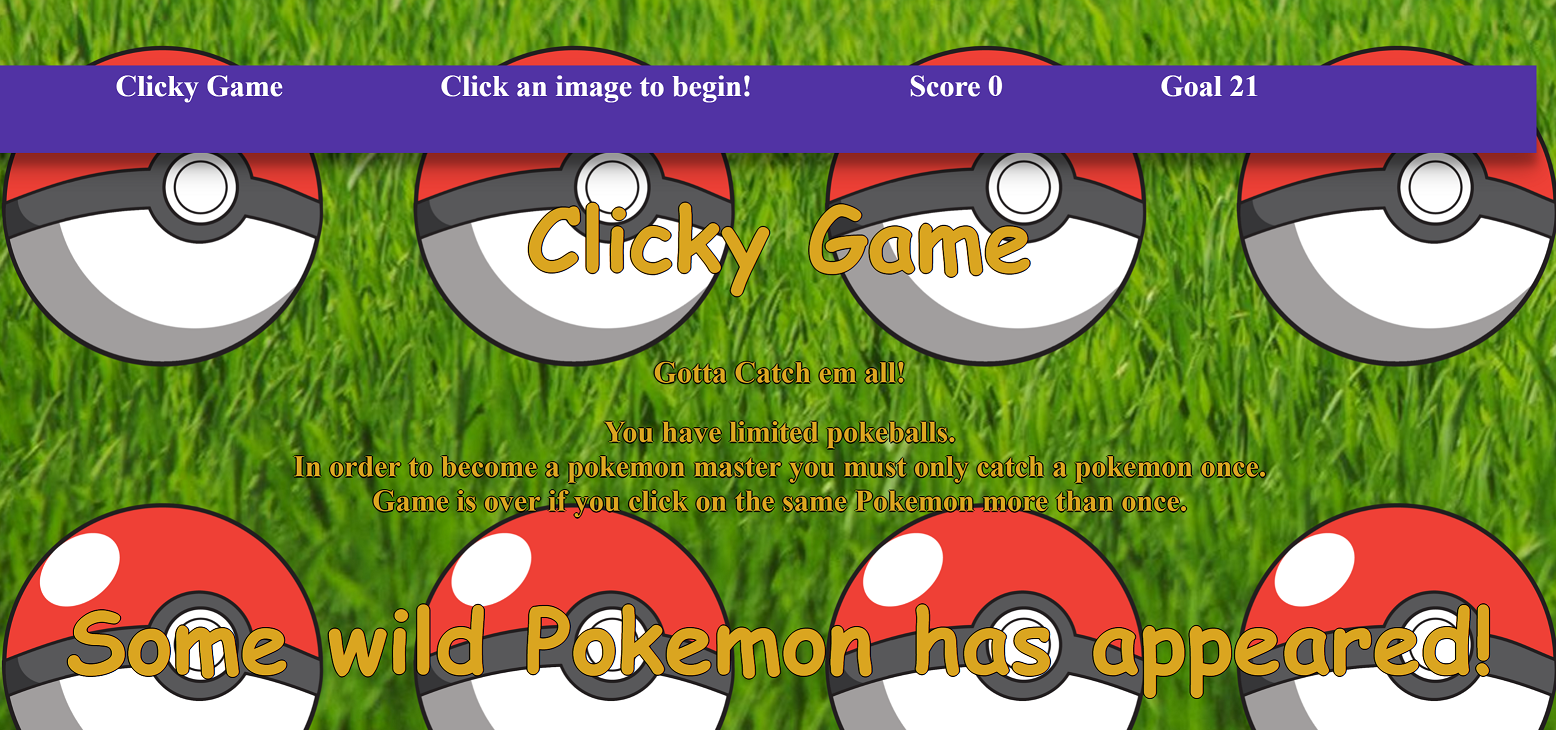 Clicky Game Click an image to begin! Score 0 Goal 21
Clicky Game
Gotta Catch em all!
You have limited pokeballs.
In order to become a pokemon master you must only catch a pokemon once.
Game is over if you click on the same Pokemon more than once.
Some wild Pokemon has appeared!